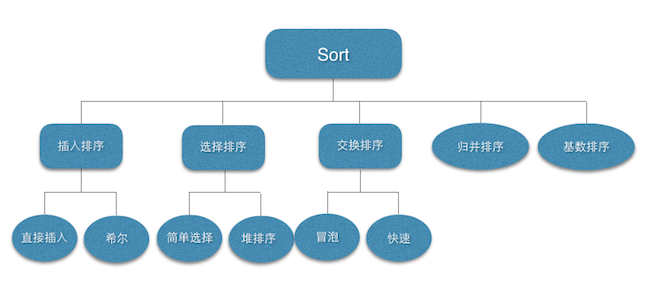 Sort
插入排序
选择排序
交换排序
归并排序
基数排序
直接插入
希尔
简单选择
堆排序
冒泡
快速